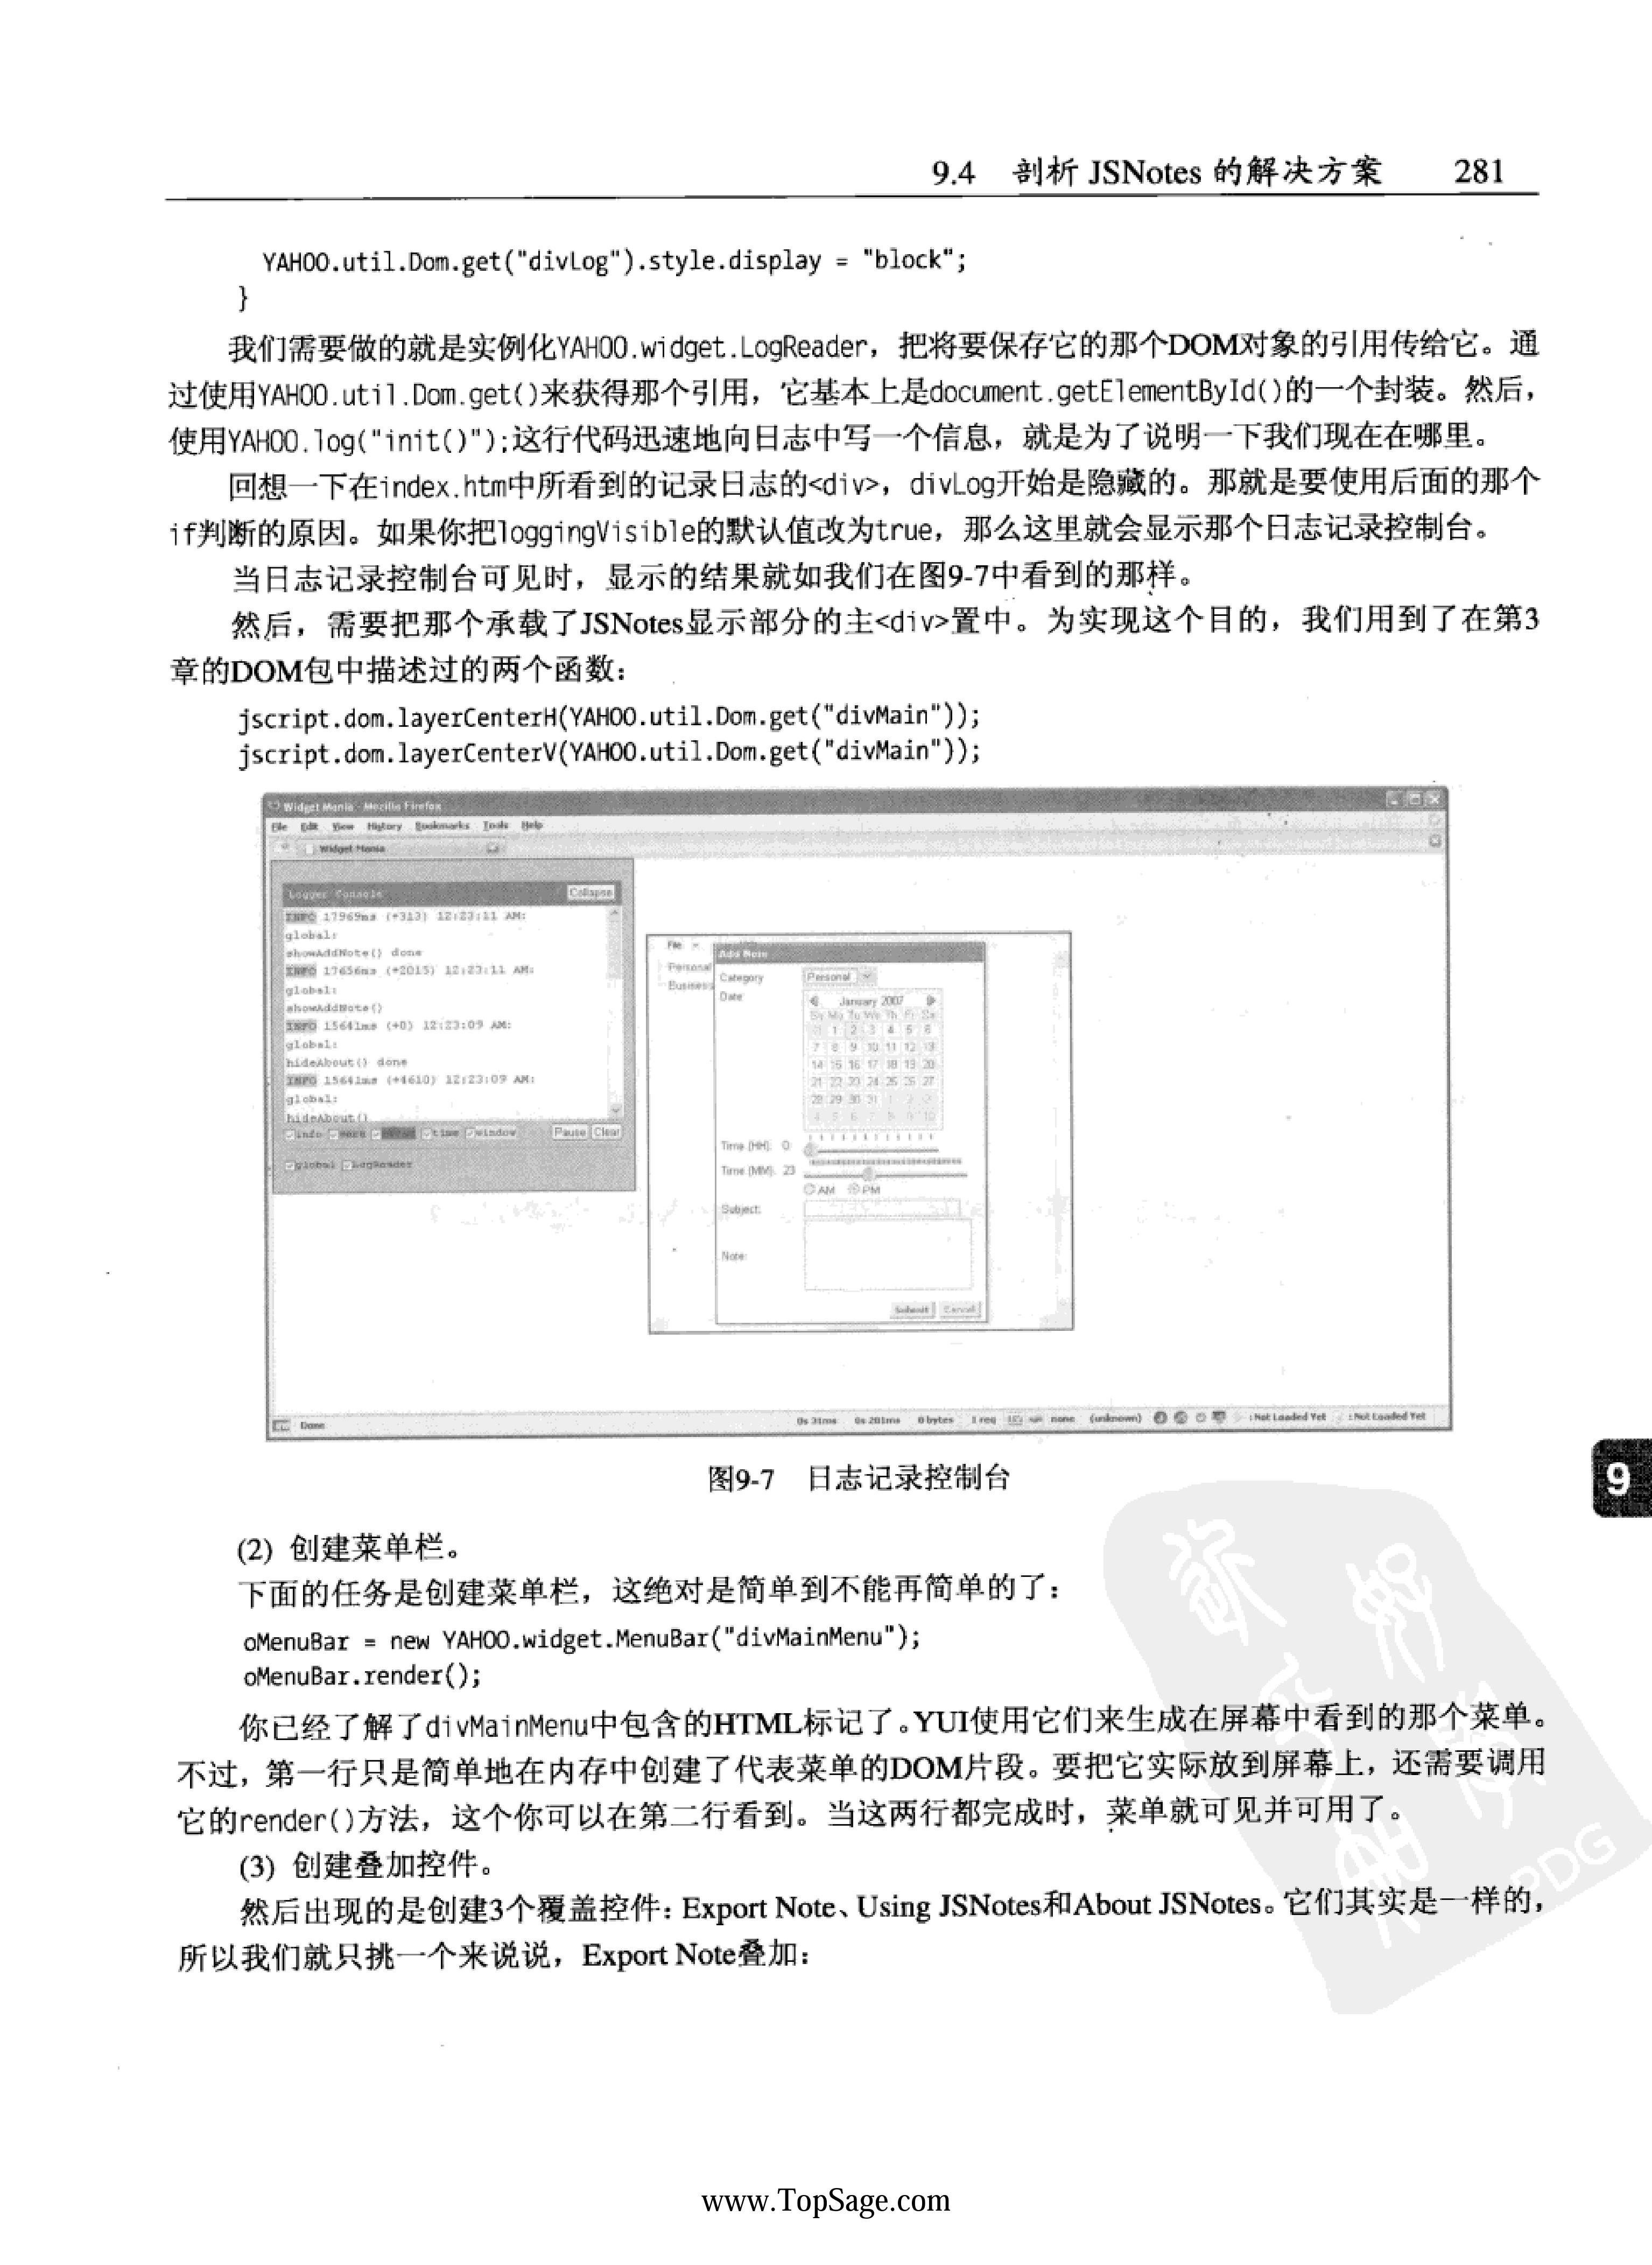 9.4 剖析 JSNotes 的解决方案 281
YAHOO.util.Dom.get("divLog").style.display = "block";
}
我们需要做的就是实例化YAHOO.widget.LogReader，把将要保存它的那个DOM对象的引用传给它。通
过使用YAHOO.util.Dom.get()来获得那个引用，它基本上是document.getElementById()的一个封装。然后，
使用YAHOO.log("init()");这行代码迅速地向日志中写一个信息，就是为了说明一下我们现在在哪里。
回想一下在index.htm中所看到的记录日志的<div>，divLog开始是隐藏的。那就是要使用后面的那个
if判断的原因。如果你把loggingVisible的默认值改为true，那么这里就会显示那个日志记录控制台。
当日志记录控制台可见时，显示的结果就如我们在图9-7中看到的那样。
然后，需要把那个承载了JSNotes显示部分的主<div>置中。为实现这个目的，我们用到了在第3
章的DOM包中描述过的两个函数：
jscript.dom.layerCenterH(YAHOO.util.Dom.get("divMain"));
jscript.dom.layerCenterV(YAHOO.util.Dom.get("divMain"));
Widget Mania - Mozilla Firefox
File Edit View History Bookmarks Tools Help
Widget Mania
Logger Console Collapse
INFO 17969ms (+313) 12:23:11 AM:
global:
showAddNote() done
INFO 17656ms (+2015) 12:23:11 AM:
global:
showAddNote()
INFO 15641ms (+0) 12:23:09 AM:
global:
hideAbout() done
INFO 15641ms (+4610) 12:23:09 AM:
global:
hideAbout()
info warn time window Pause Clear
global LogReader
File
Personal
Business
Add Note
Category Personal
Date
January 2007
Su Mo Tu We Th Fr Sa
1 2 3 4 5 6
7 8 9 10 11 12 13
14 15 16 17 18 19 20
21 22 23 24 25 26 27
28 29 30 31 1 2 3
4 5 6 7 8 9 10
Time (HH): 0
Time (MM): 23
AM PM
Subject:
Note:
Submit Cancel
Done 0s 31ms 0s 201ms 0 bytes 1 req none (unknown) : Not Loaded Yet : Not Loaded Yet
图9-7 日志记录控制台
9
(2) 创建菜单栏。
下面的任务是创建菜单栏，这绝对是简单到不能再简单的了：
oMenuBar = new YAHOO.widget.MenuBar("divMainMenu");
oMenuBar.render();
你已经了解了divMainMenu中包含的HTML标记了。YUI使用它们来生成在屏幕中看到的那个菜单。
不过，第一行只是简单地在内存中创建了代表菜单的DOM片段。要把它实际放到屏幕上，还需要调用
它的render()方法，这个你可以在第二行看到。当这两行都完成时，菜单就可见并可用了。
(3) 创建叠加控件。
然后出现的是创建3个覆盖控件：Export Note、Using JSNotes和About JSNotes。它们其实是一样的，
所以我们就只挑一个来说说，Export Note叠加：
PDG
www.TopSage.com